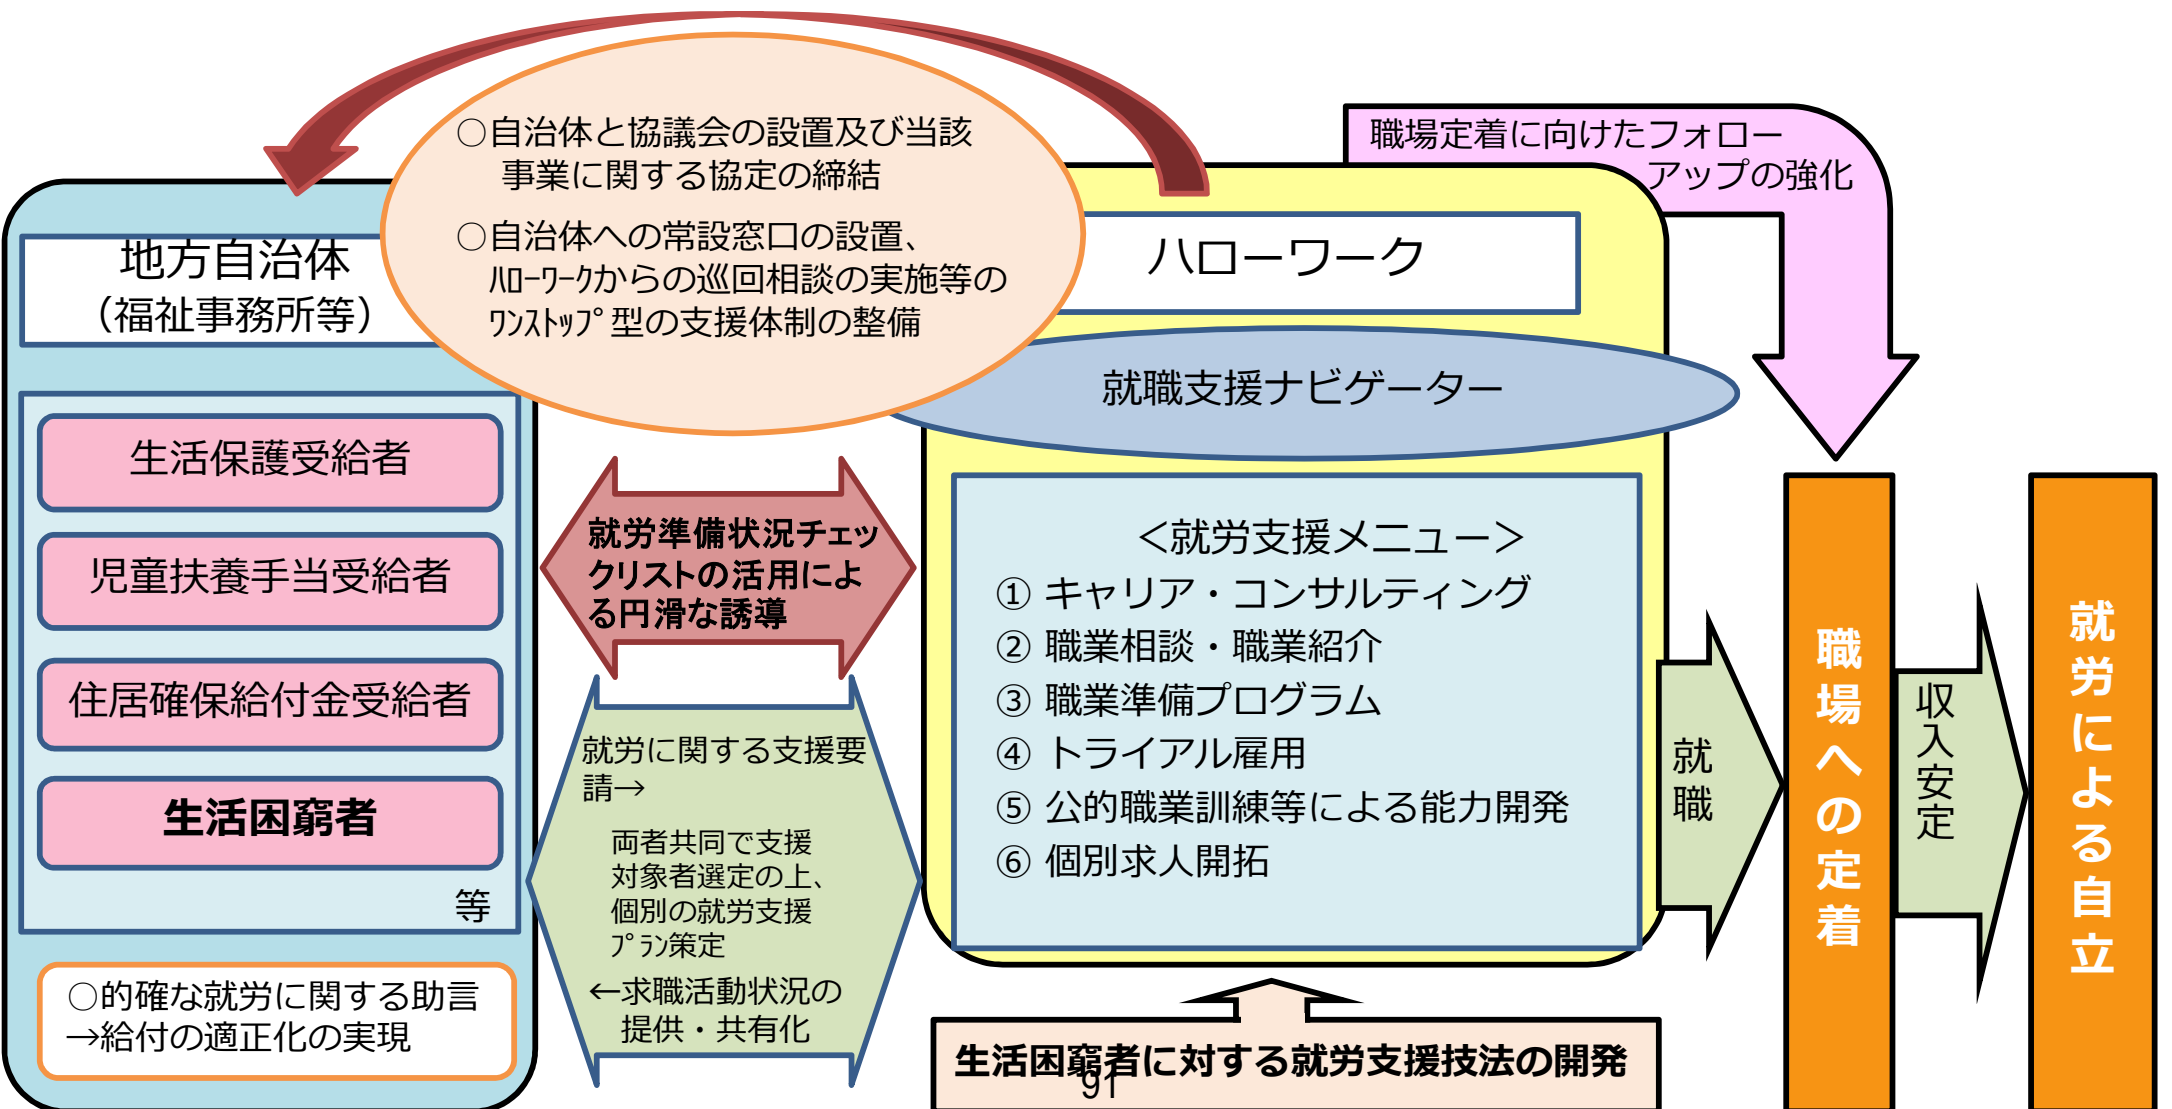 ○自治体と協議会の設置及び当該
事業に関する協定の締結
○自治体への常設窓口の設置、
ﾊﾛｰﾜｰｸからの巡回相談の実施等の
ﾜﾝｽﾄｯﾌﾟ型の支援体制の整備
職場定着に向けたフォロー
アップの強化
地方自治体
（福祉事務所等）
生活保護受給者
児童扶養手当受給者
住居確保給付金受給者
生活困窮者
等
○的確な就労に関する助言
→給付の適正化の実現
就労準備状況チェッ
クリストの活用によ
る円滑な誘導
就労に関する支援要
請→
両者共同で支援
対象者選定の上、
個別の就労支援
ﾌﾟﾗﾝ策定
←求職活動状況の
提供・共有化
ハローワーク
就職支援ナビゲーター
＜就労支援メニュー＞
① キャリア・コンサルティング
② 職業相談・職業紹介
③ 職業準備プログラム
④ トライアル雇用
⑤ 公的職業訓練等による能力開発
⑥ 個別求人開拓
生活困窮者に対する就労支援技法の開発
91
就職
職場への定着
収入安定
就労による自立